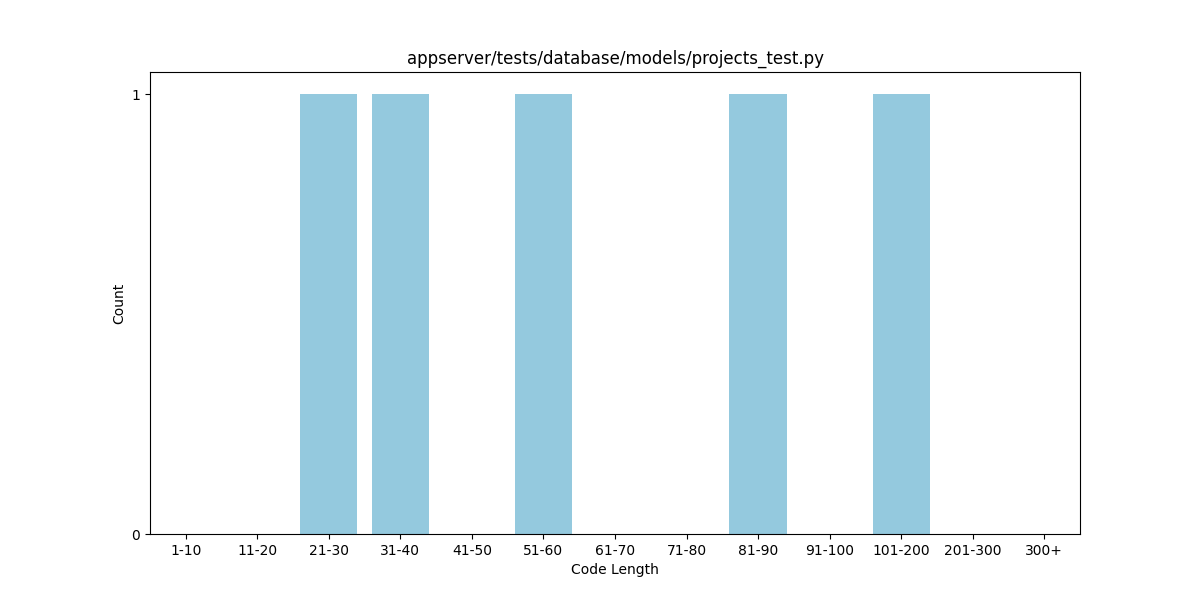 appserver/tests/database/models/projects_test.py
1
Count
0
1-10 11-20 21-30 31-40 41-50 51-60 61-70 71-80 81-90 91-100 101-200 201-300 300+
Code Length